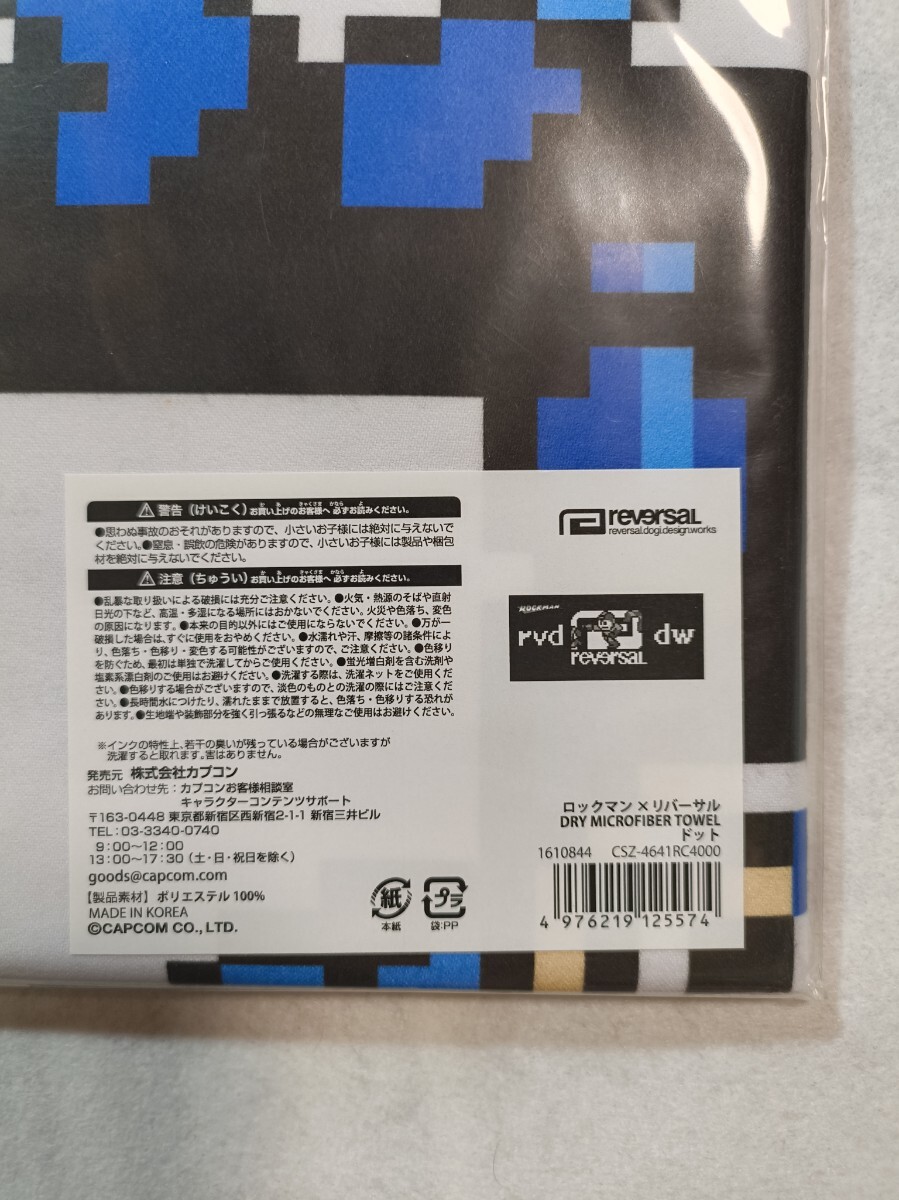 ⚠ 警告（けいこく）お買い上げのお客様へ 必ずお読みください。
●思わぬ事故のおそれがありますので、小さいお子様には絶対に与えないで
ください。●窒息・誤飲の危険がありますので、小さいお子様には製品や梱包
材を絶対に与えないでください。
⚠ 注意（ちゅうい）お買い上げのお客様へ 必ずお読みください。
●乱暴な取り扱いによる破損には充分ご注意ください。●火気・熱源のそばや直射
日光の下など、高温・多湿になる場所にはおかないでください。火災や色落ち、変色
の原因になります。●本来の目的以外にはご使用にならないでください。●万が一
破損した場合は、すぐに使用をおやめください。●水濡れや汗、摩擦等の諸条件によ
り、色落ち・色移り・変色する可能性がございますので、ご注意ください。●色移り
を防ぐため、最初は単独で洗濯してからご使用ください。●蛍光増白剤を含む洗剤や
塩素系漂白剤のご使用はお避けください。●洗濯する際は、洗濯ネットをご使用くだ
さい。●色移りする場合がございますので、淡色のものとの洗濯の際にはご注意くだ
さい。●長時間水につけたり、濡れたままで放置すると、色落ち・色移りする恐れが
あります。●生地端や装飾部分を強く引っ張るなどの無理なご使用はお避けください。
※インクの特性上、若干の臭いが残っている場合がございますが
洗濯すると取れます。害はありません。
発売元 株式会社カプコン
お問い合わせ先：カプコンお客様相談室
キャラクターコンテンツサポート
〒163-0448 東京都新宿区西新宿2-1-1 新宿三井ビル
TEL：03-3340-0740
9：00〜12：00
13：00〜17：30（土・日・祝日を除く）
goods@capcom.com
【製品素材】ポリエステル 100%
MADE IN KOREA
©CAPCOM CO., LTD.
紙
本紙
プラ
袋：PP
reversal
reversal.dogi.design.works
ROCKMAN
rvd dw
reversal
ロックマン × リバーサル
DRY MICROFIBER TOWEL
ドット
1610844 CSZ-4641RC4000
4 976219 125574